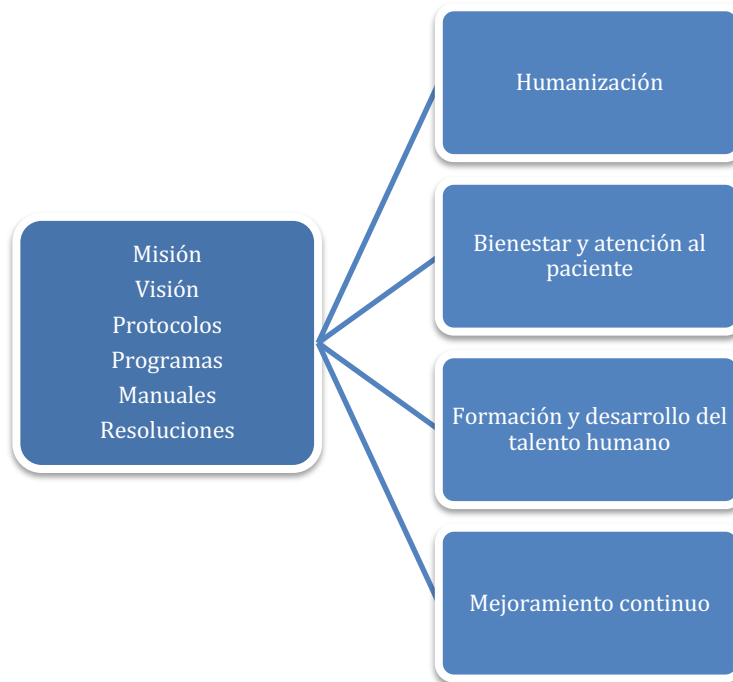 Misión
Visión
Protocolos
Programas
Manuales
Resoluciones
Humanización
Bienestar y atención al
paciente
Formación y desarrollo del
talento humano
Mejoramiento continuo